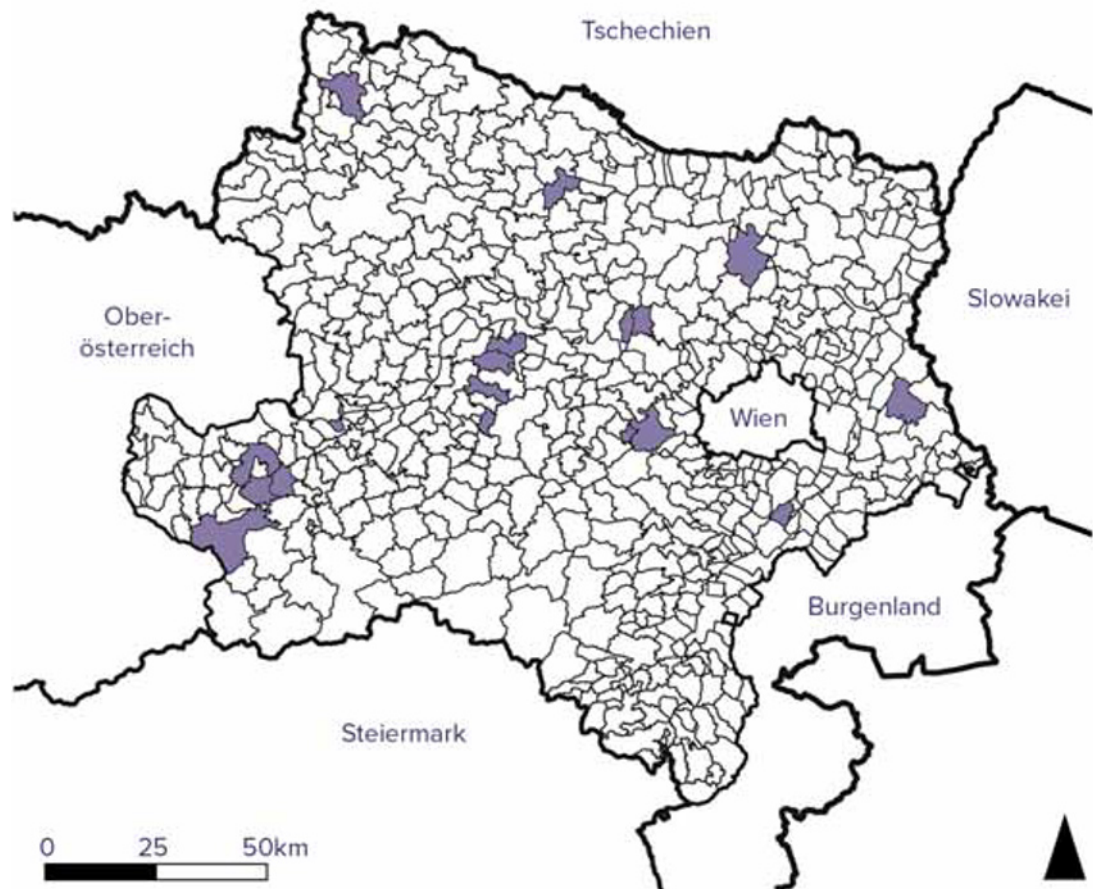 Tschechien
Slowakei
Ober-
österreich
Wien
Burgenland
Steiermark
0 25 50km